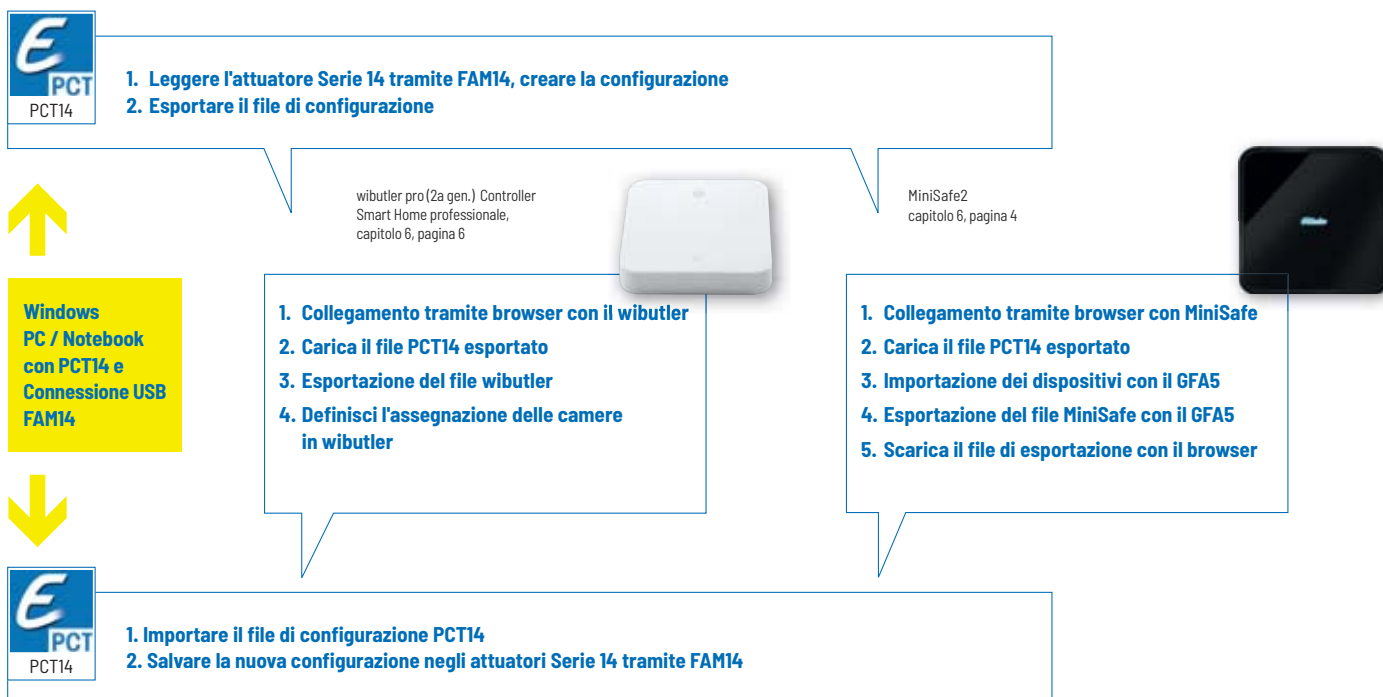 E
PCT
PCT14
1. Leggere l'attuatore Serie 14 tramite FAM14, creare la configurazione
2. Esportare il file di configurazione
wibutler pro (2a gen.) Controller
Smart Home professionale,
capitolo 6, pagina 6
MiniSafe2
capitolo 6, pagina 4
Windows
PC / Notebook
con PCT14 e
Connessione USB
FAM14
1. Collegamento tramite browser con il wibutler
2. Carica il file PCT14 esportato
3. Esportazione del file wibutler
4. Definisci l'assegnazione delle camere
in wibutler
1. Collegamento tramite browser con MiniSafe
2. Carica il file PCT14 esportato
3. Importazione dei dispositivi con il GFA5
4. Esportazione del file MiniSafe con il GFA5
5. Scarica il file di esportazione con il browser
E
PCT
PCT14
1. Importare il file di configurazione PCT14
2. Salvare la nuova configurazione negli attuatori Serie 14 tramite FAM14